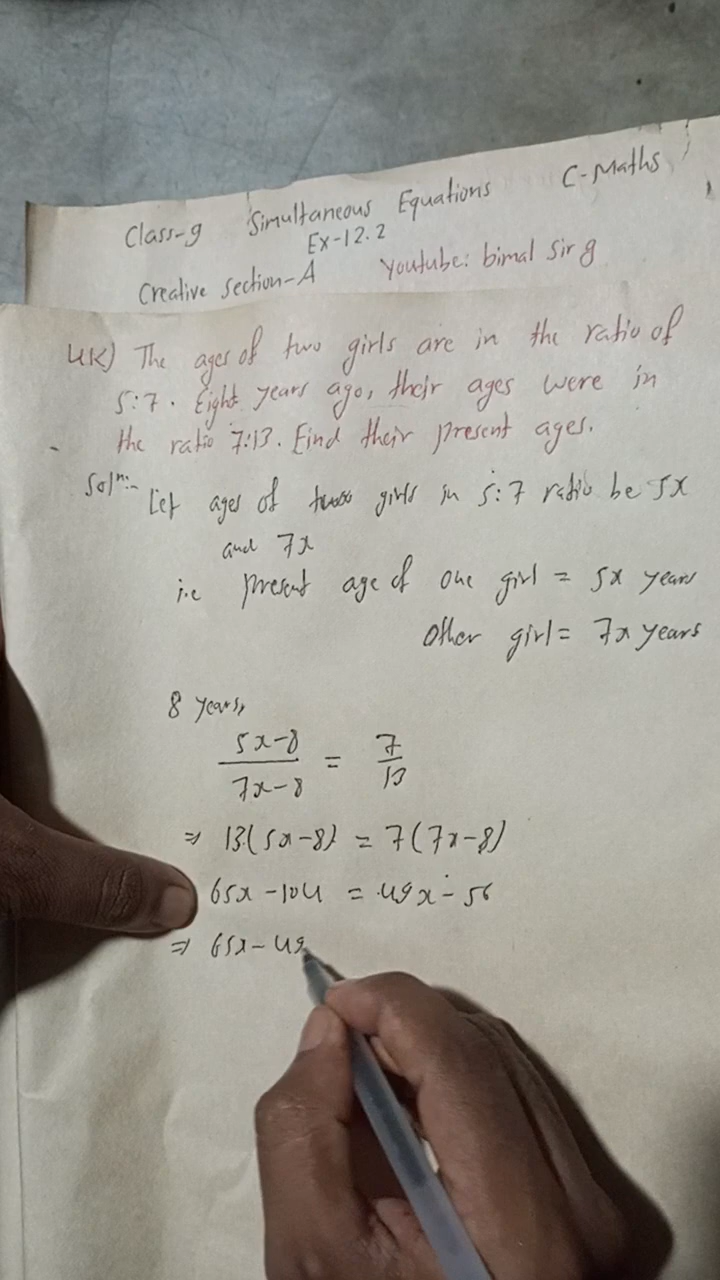 Class-9 Simultaneous Equations C-Maths
Ex-12.2
Creative section-A Youtube: bimal sir g
4k) The ages of two girls are in the ratio of
5:7. Eight years ago, their ages were in
the ratio 7:13. Find their present ages.
Solⁿ:- Let ages of two girls in 5:7 ratio be 5x
and 7x
i.e present age of one girl = 5x years
Other girl = 7x years
8 years,
5x-8 / 7x-8 = 7 / 13
⇒ 13(5x-8) = 7(7x-8)
65x - 104 = 49x - 56
⇒ 65x - 49